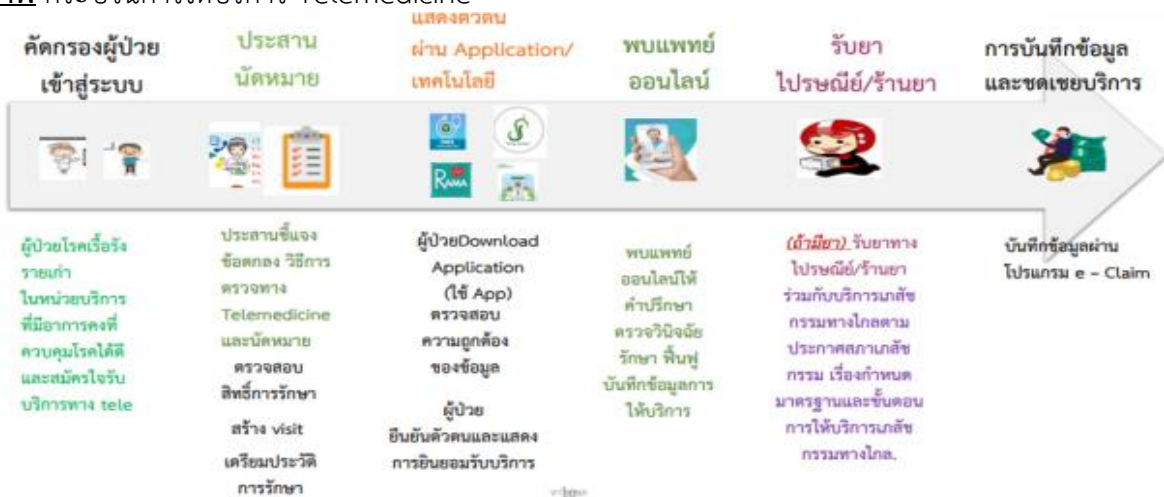 ภาพ กระบวนการให้บริการ Telemedicine
คัดกรองผู้ป่วย
เข้าสู่ระบบ
ประสาน
นัดหมาย
แสดงตัวตน
ผ่าน Application/
เทคโนโลยี
พบแพทย์
ออนไลน์
รับยา
ไปรษณีย์/ร้านยา
การบันทึกข้อมูล
และชดเชยบริการ
RAMA
ผู้ป่วยโรคเรื้อรัง
รายเก่า
ในหน่วยบริการ
ที่มีอาการคงที่
ควบคุมโรคได้ดี
และสมัครใจรับ
บริการทาง tele
ประสานชี้แจง
ข้อตกลง วิธีการ
ตรวจทาง
Telemedicine
และนัดหมาย
ตรวจสอบ
สิทธิ์การรักษา
สร้าง visit
เตรียมประวัติ
การรักษา
ผู้ป่วยDownload
Application
(ใช้ App)
ตรวจสอบ
ความถูกต้อง
ของข้อมูล
ผู้ป่วย
ยืนยันตัวตนและแสดง
การยินยอมรับบริการ
พบแพทย์
ออนไลน์ให้
คำปรึกษา
ตรวจวินิจฉัย
รักษา ฟื้นฟู
บันทึกข้อมูลการ
ให้บริการ
(ถ้ามียา) รับยาทาง
ไปรษณีย์/ร้านยา
ร่วมกับบริการเภสัช
กรรมทางไกลตาม
ประกาศสภาเภสัช
กรรม เรื่องกำหนด
มาตรฐานและขั้นตอน
การให้บริการเภสัช
กรรมทางไกล.
บันทึกข้อมูลผ่าน
โปรแกรม e – Claim